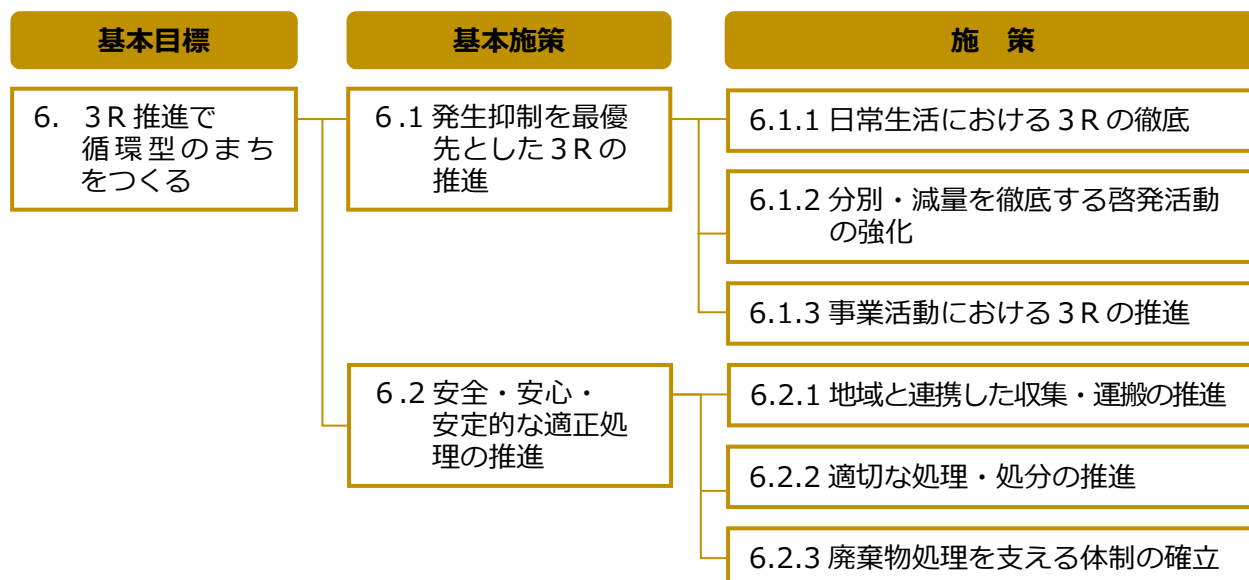 基本目標
基本施策
施 策
6. 3R推進で
循環型のまち
をつくる
6.1 発生抑制を最優
先とした3Rの
推進
6.1.1 日常生活における3Rの徹底
6.1.2 分別・減量を徹底する啓発活動
の強化
6.1.3 事業活動における3Rの推進
6.2 安全・安心・
安定的な適正処
理の推進
6.2.1 地域と連携した収集・運搬の推進
6.2.2 適切な処理・処分の推進
6.2.3 廃棄物処理を支える体制の確立